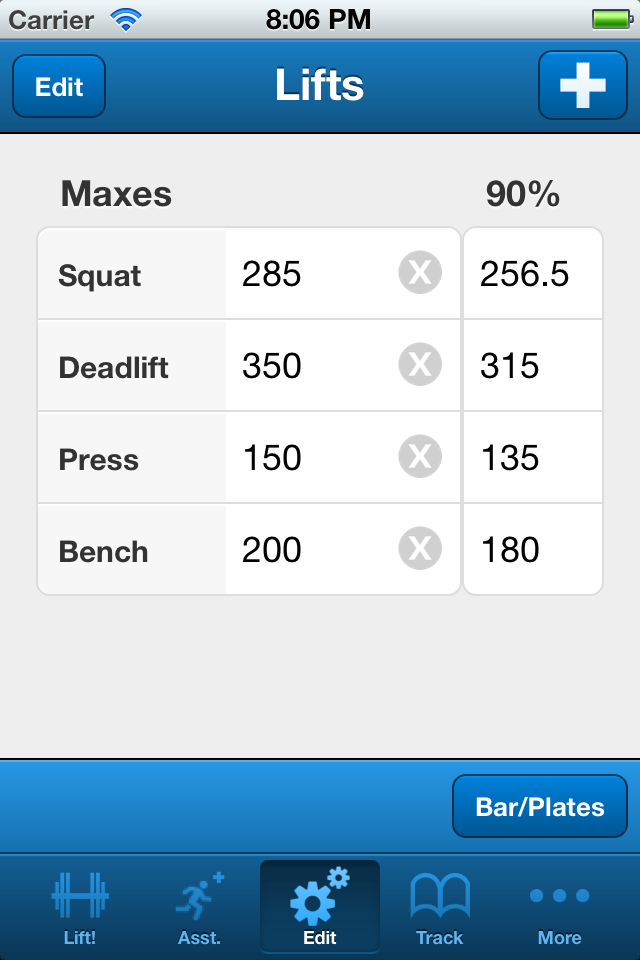 Carrier 8:06 PM
Edit Lifts
Maxes 90%
Squat 285 X 256.5
Deadlift 350 X 315
Press 150 X 135
Bench 200 X 180
Bar/Plates
Lift! Asst. Edit Track More